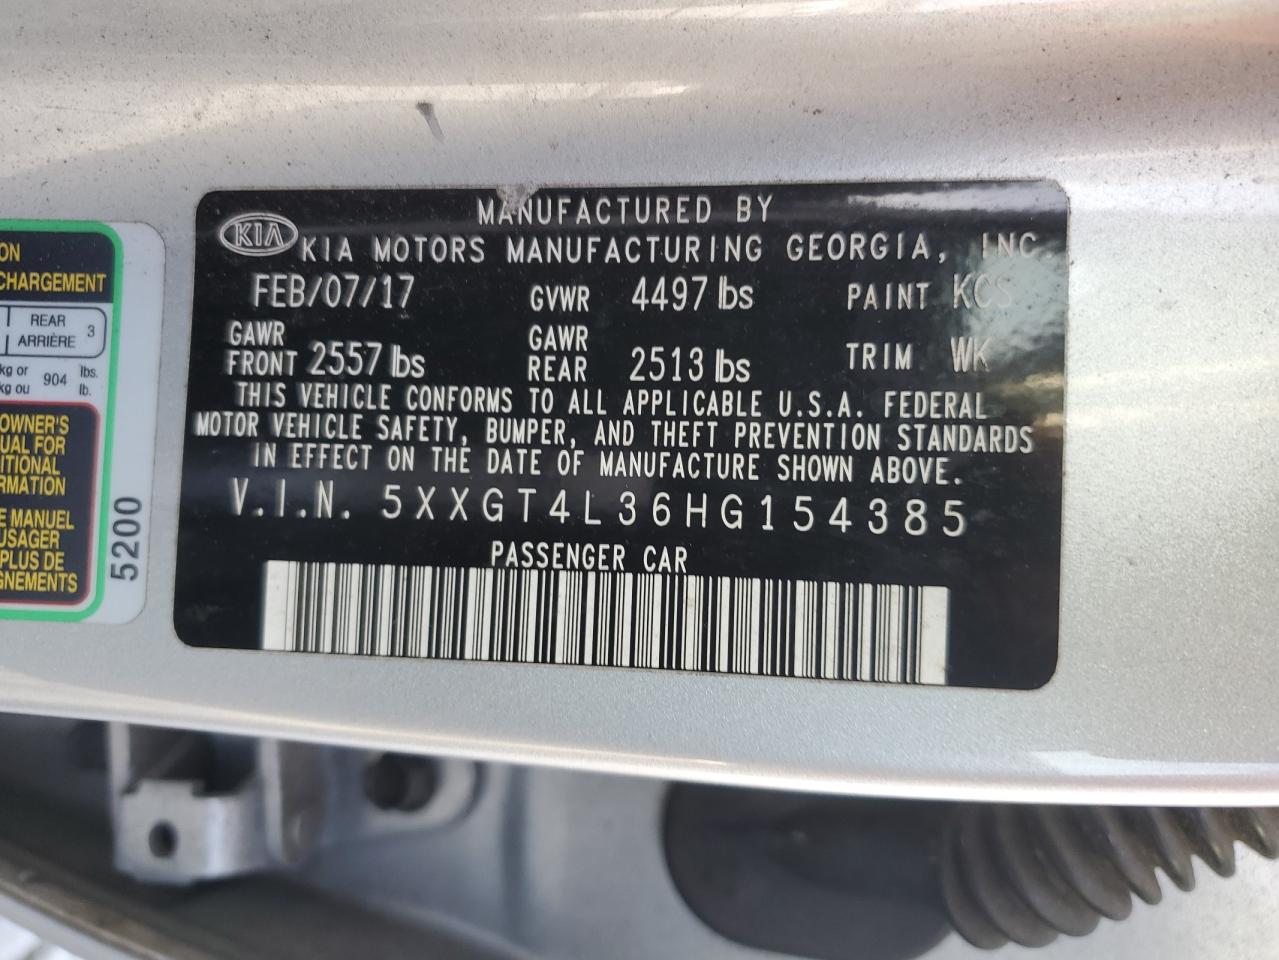 MANUFACTURED BY
KIA KIA MOTORS MANUFACTURING GEORGIA, INC.
FEB/07/17 GVWR 4497 lbs PAINT KCS
GAWR FRONT 2557 lbs GAWR REAR 2513 lbs TRIM WK
THIS VEHICLE CONFORMS TO ALL APPLICABLE U.S.A. FEDERAL
MOTOR VEHICLE SAFETY, BUMPER, AND THEFT PREVENTION STANDARDS
IN EFFECT ON THE DATE OF MANUFACTURE SHOWN ABOVE.
V.I.N. 5XXGT4L36HG154385
PASSENGER CAR
ON
CHARGEMENT
REAR
ARRIÈRE 3
kg or 904 lbs.
kg ou lb.
OWNER'S
UAL FOR
ITIONAL
RMATION
E MANUEL
USAGER
PLUS DE
GNEMENTS
5200